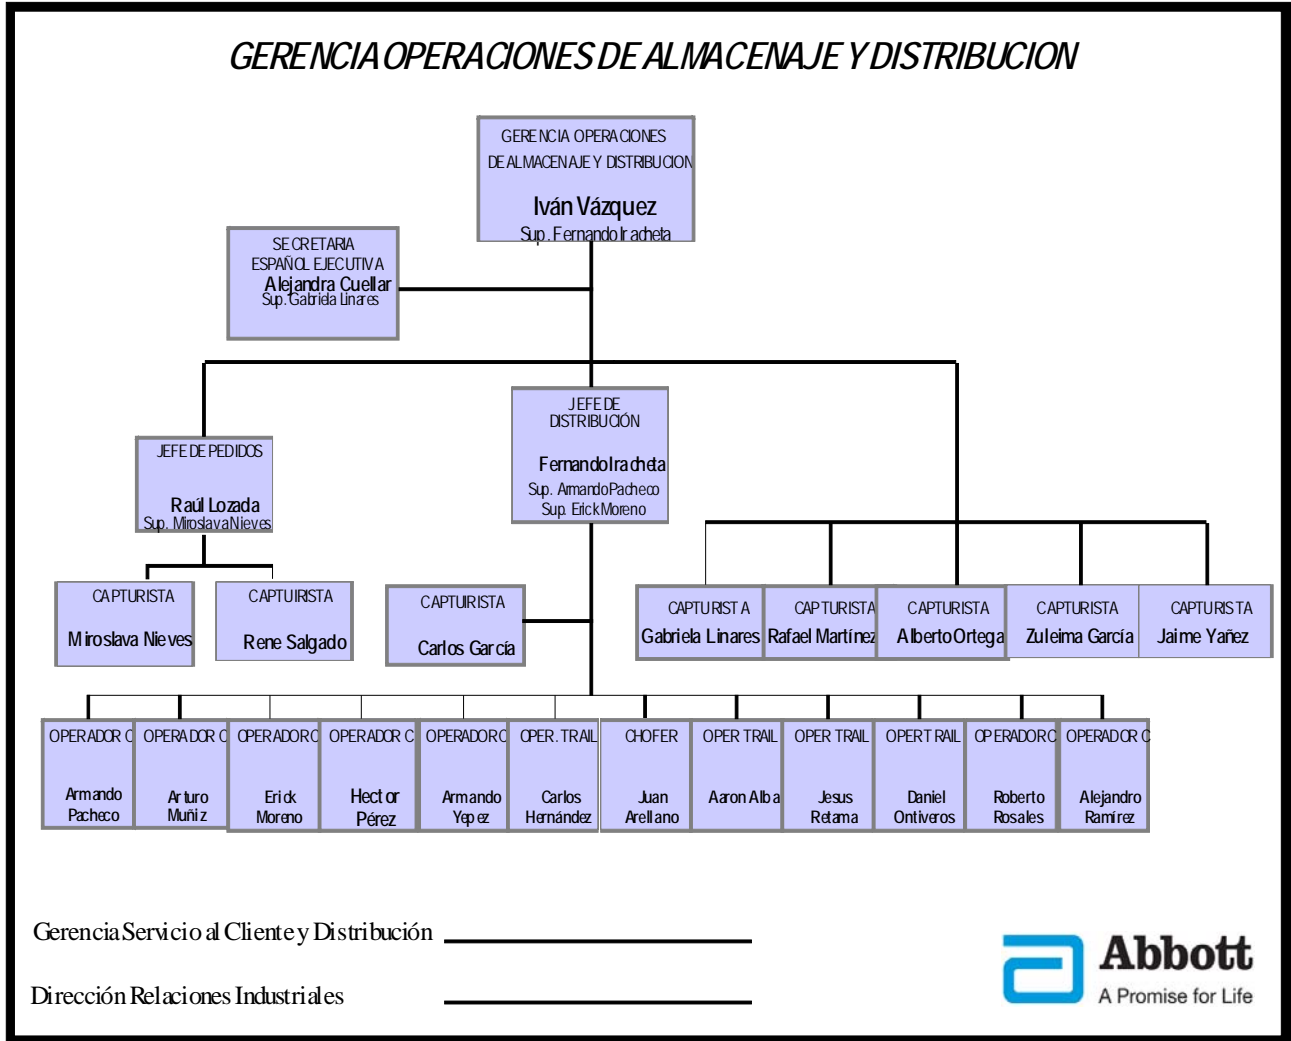 GERENCIA OPERACIONES DE ALMACENAJE Y DISTRIBUCION
GERENCIA OPERACIONES
DE ALMACENAJE Y DISTRIBUCION
Iván Vázquez
Sup. Fernando Iracheta
SECRETARIA
ESPAÑOL EJECUTIVA
Alejandra Cuellar
Sup. Gabriela Linares
JEFE DE
DISTRIBUCIÓN
Fernando Iracheta
Sup. Armando Pacheco
Sup. Erick Moreno
JEFE DE PEDIDOS
Raúl Lozada
Sup. Miroslava Nieves
CAPTURISTA
Miroslava Nieves
CAPTUIRISTA
Rene Salgado
CAPTUIRISTA
Carlos García
CAPTURISTA
Gabriela Linares
CAPTURISTA
Rafael Martínez
CAPTURISTA
Alberto Ortega
CAPTURISTA
Zuleima García
CAPTURISTA
Jaime Yañez
OPERADOR C
Armando
Pacheco
OPERADOR C
Arturo
Muñiz
OPERADOR C
Erick
Moreno
OPERADOR C
Hector
Pérez
OPERADOR C
Armando
Yepez
OPER. TRAIL
Carlos
Hernández
CHOFER
Juan
Arellano
OPER TRAIL
Aaron Alba
OPER TRAIL
Jesus
Retama
OPER TRAIL
Daniel
Ontiveros
OPERADOR C
Roberto
Rosales
OPERADOR C
Alejandro
Ramírez
Gerencia Servicio al Cliente y Distribución
Dirección Relaciones Industriales
Abbott
A Promise for Life